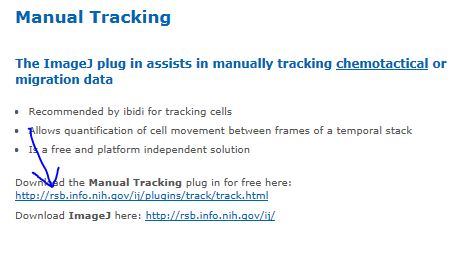 Manual Tracking
The ImageJ plug in assists in manually tracking chemotactical or
migration data
• Recommended by ibidi for tracking cells
• Allows quantification of cell movement between frames of a temporal stack
• Is a free and platform independent solution
Download the Manual Tracking plug in for free here:
http://rsb.info.nih.gov/ij/plugins/track/track.html
Download ImageJ here: http://rsb.info.nih.gov/ij/